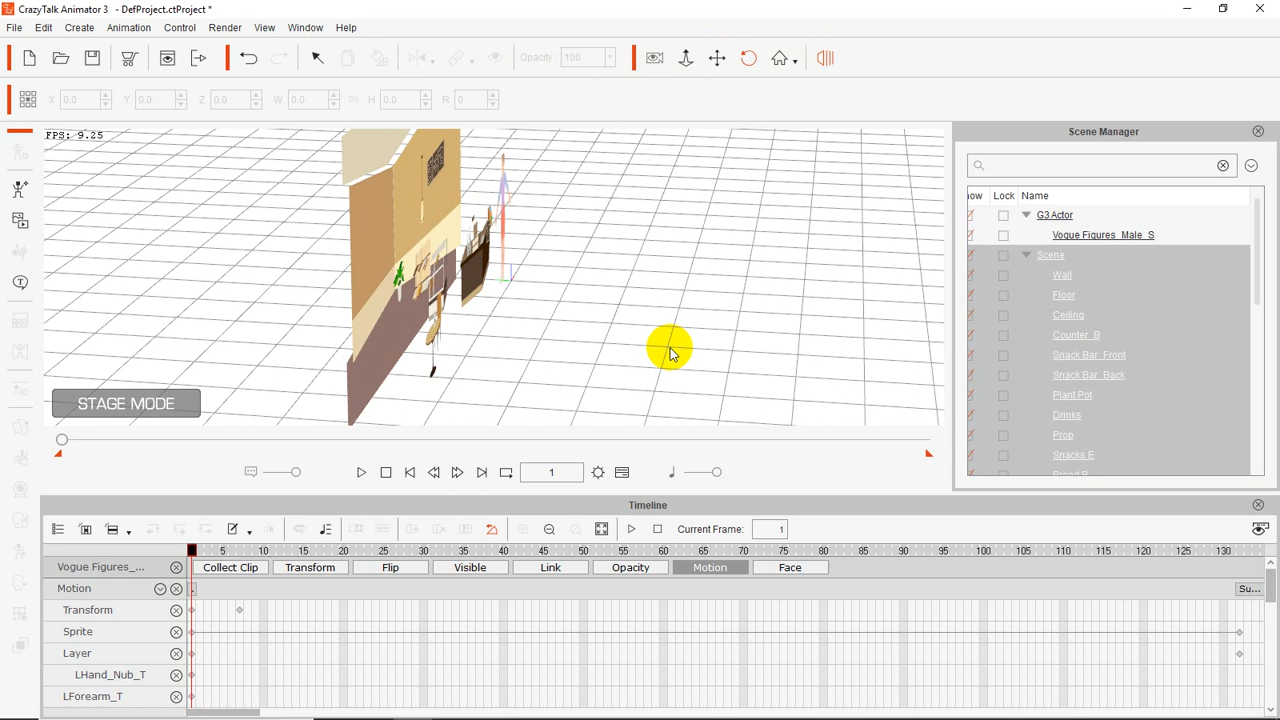 CrazyTalk Animator 3 - DefProject.ctProject *
File Edit Create Animation Control Render View Window Help
Opacity : 100
X 0.0 Y 0.0 Z 0.0 W 0.0 H 0.0 R 0
FPS: 9.25
Scene Manager
ow Lock Name
G3 Actor
Vogue Figures_Male_S
Scene
Wall
Floor
Ceiling
Counter_B
Snack Bar_Front
Snack Bar_Back
Plant Pot
Drinks
Prop
Snacks E
STAGE MODE
1
Timeline
Current Frame: 1
5 10 15 20 25 30 35 40 45 50 55 60 65 70 75 80 85 90 95 100 105 110 115 120 125 130
Vogue Figures_... Collect Clip Transform Flip Visible Link Opacity Motion Face
Motion Su...
Transform
Sprite
Layer
LHand_Nub_T
LForearm_T